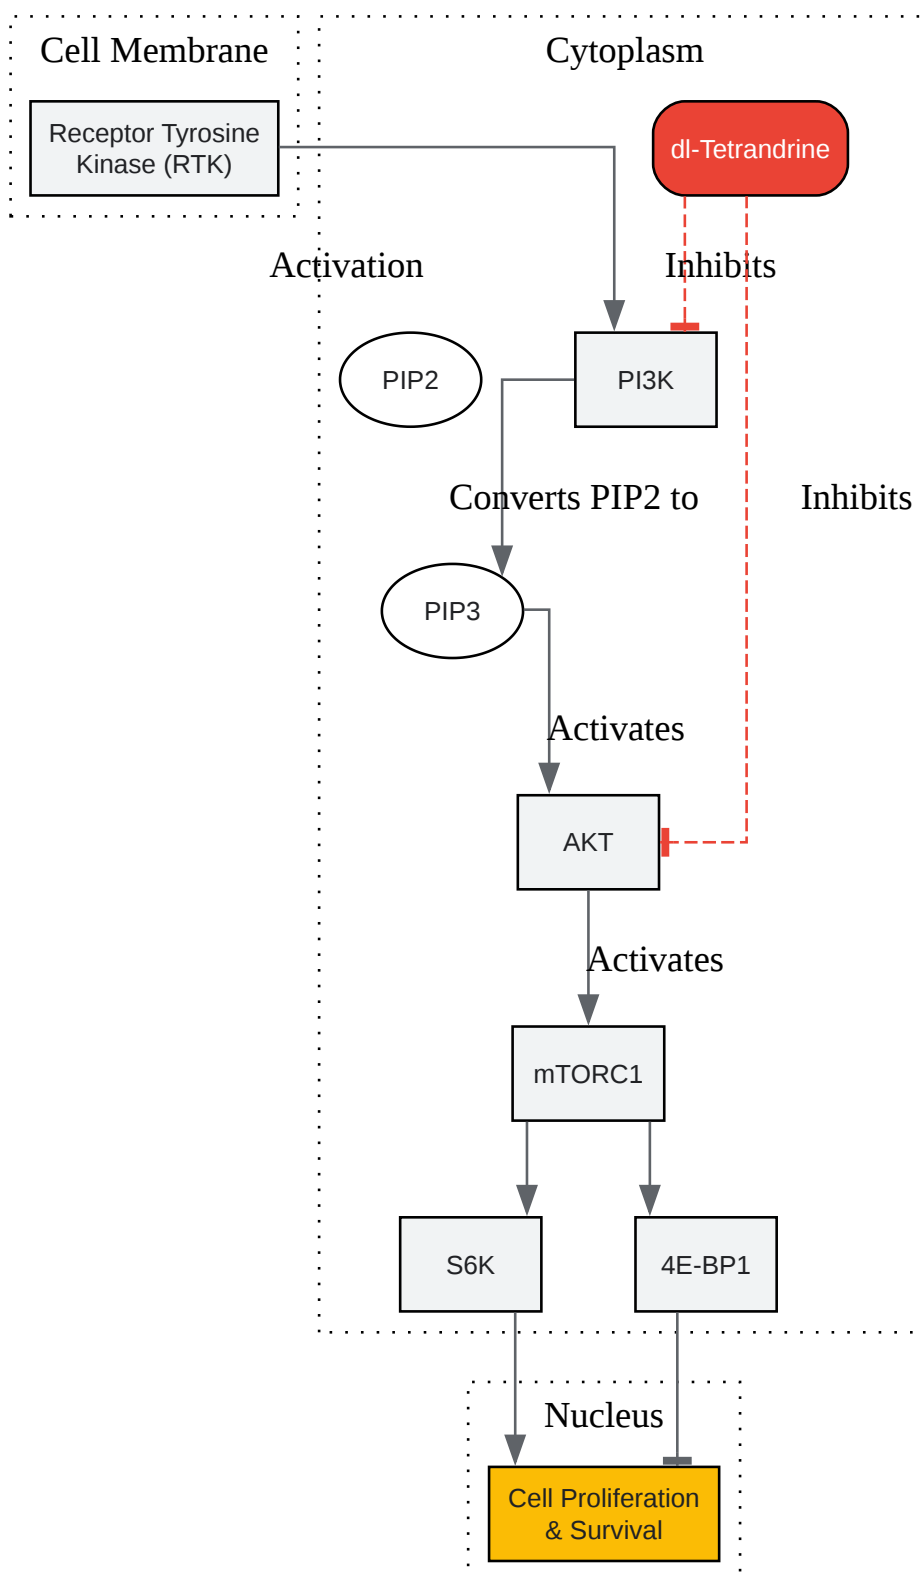 Cell Membrane
Cytoplasm
Receptor Tyrosine
Kinase (RTK)
dl-Tetrandrine
Activation
Inhibits
PIP2
PI3K
Converts PIP2 to
Inhibits
PIP3
Activates
AKT
Activates
mTORC1
S6K
4E-BP1
Nucleus
Cell Proliferation
& Survival